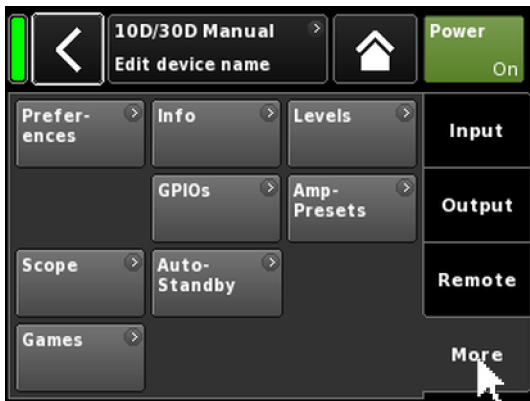 10D/30D Manual
Edit device name
Power
On
Prefer-
ences
Info
Levels
Input
GPIOs
Amp-
Presets
Output
Scope
Auto-
Standby
Remote
Games
More